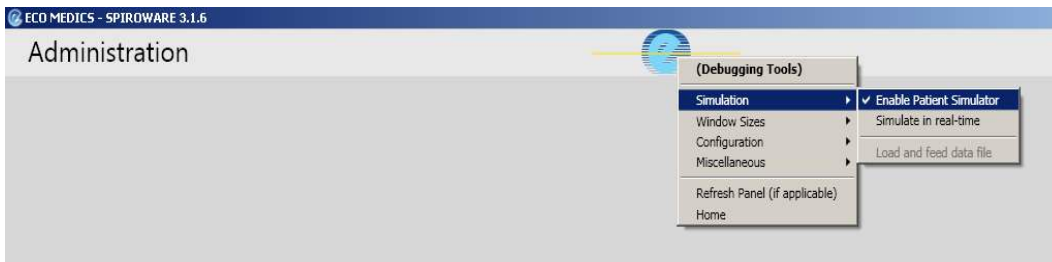 ECO MEDICS - SPIROWARE 3.1.6
Administration
(Debugging Tools)
Simulation
Window Sizes
Configuration
Miscellaneous
Refresh Panel (if applicable)
Home
Enable Patient Simulator
Simulate in real-time
Load and feed data file